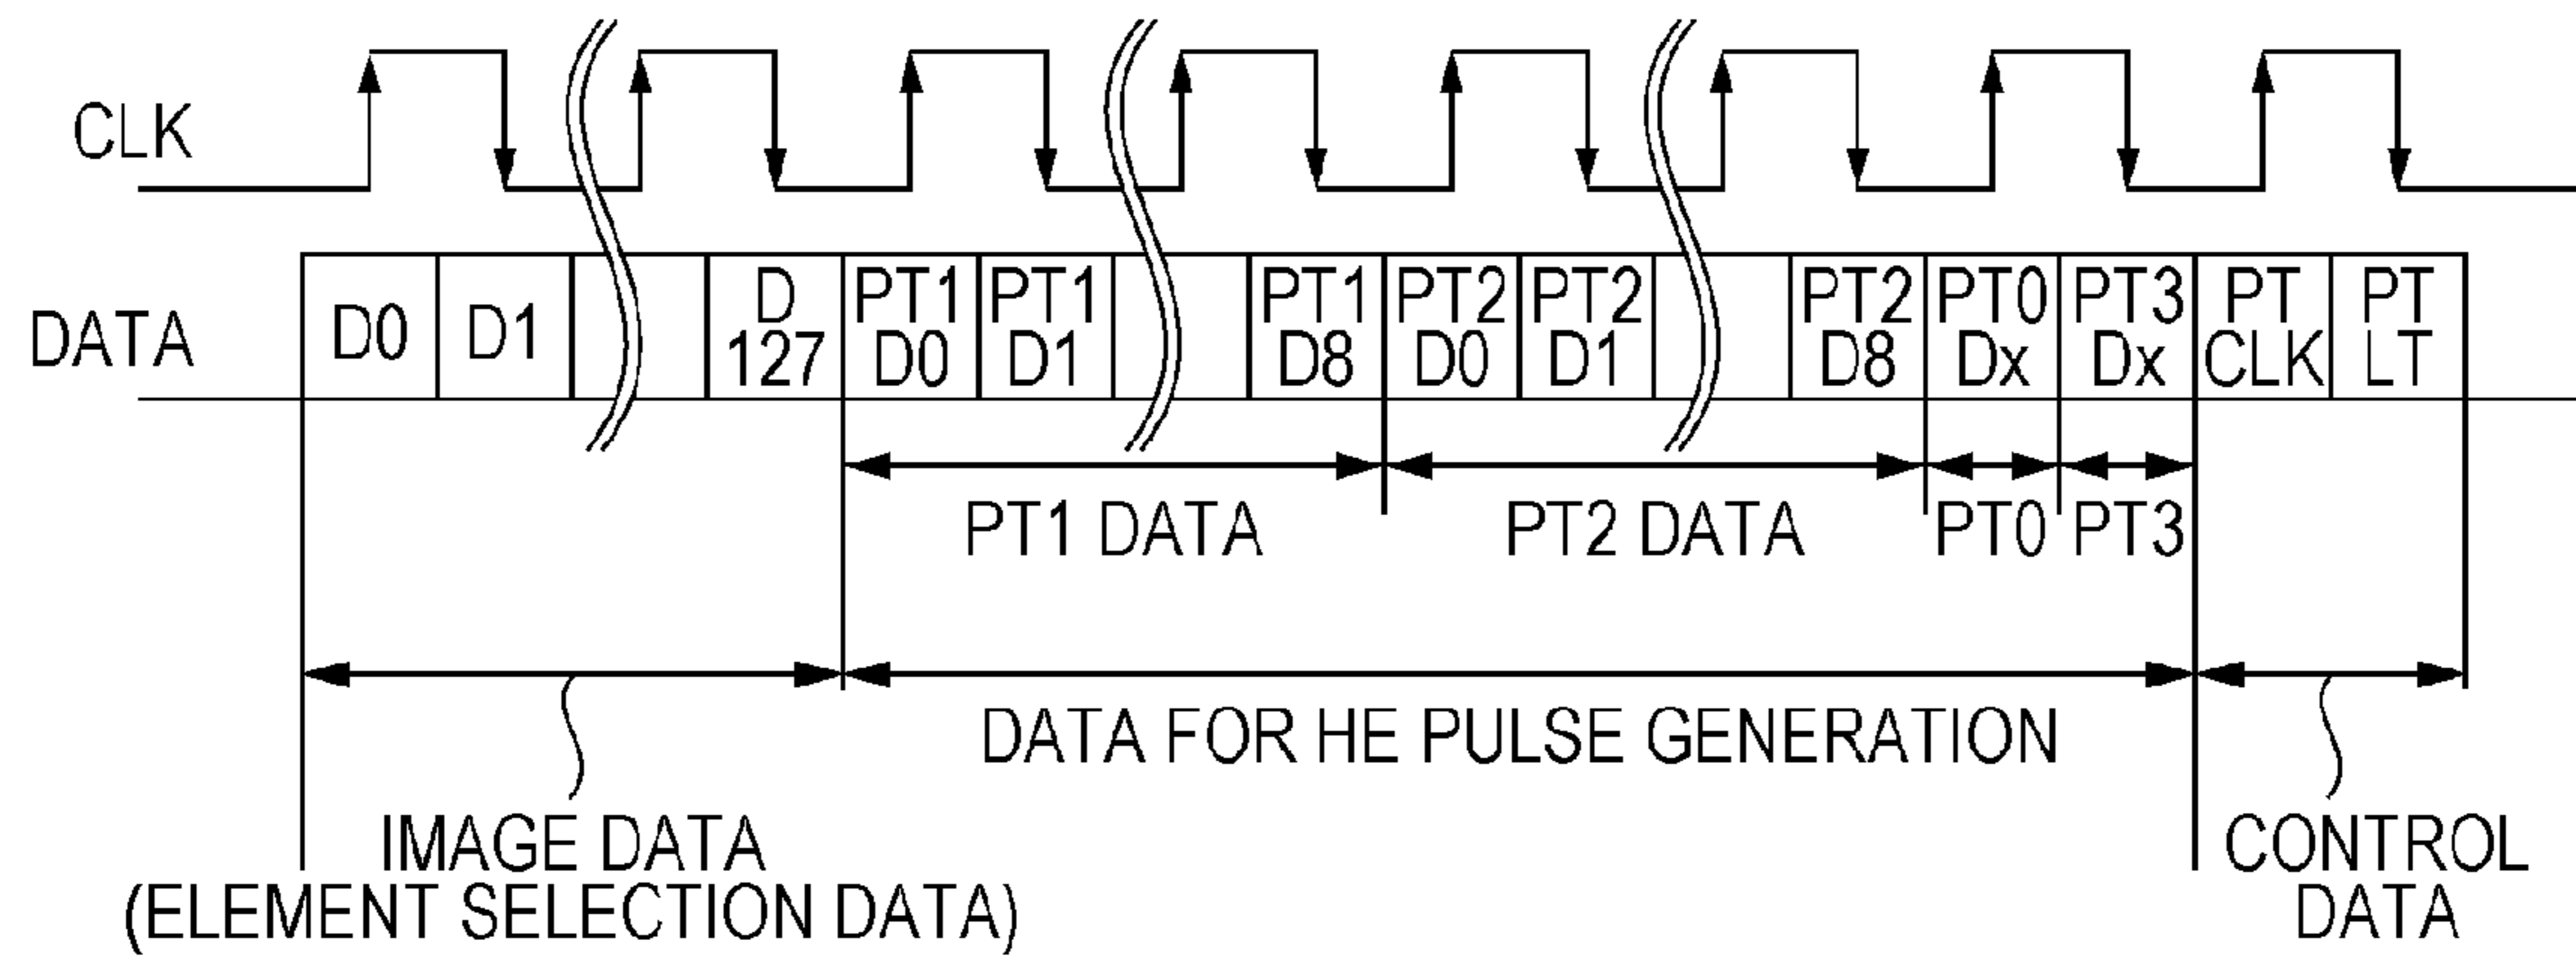 CLK
DATA
D0
D1
D
127
PT1
D0
PT1
D1
PT1
D8
PT2
D0
PT2
D1
PT2
D8
PT0
Dx
PT3
Dx
PT
CLK
PT
LT
PT1 DATA
PT2 DATA
PT0
PT3
DATA FOR HE PULSE GENERATION
IMAGE DATA
(ELEMENT SELECTION DATA)
CONTROL
DATA